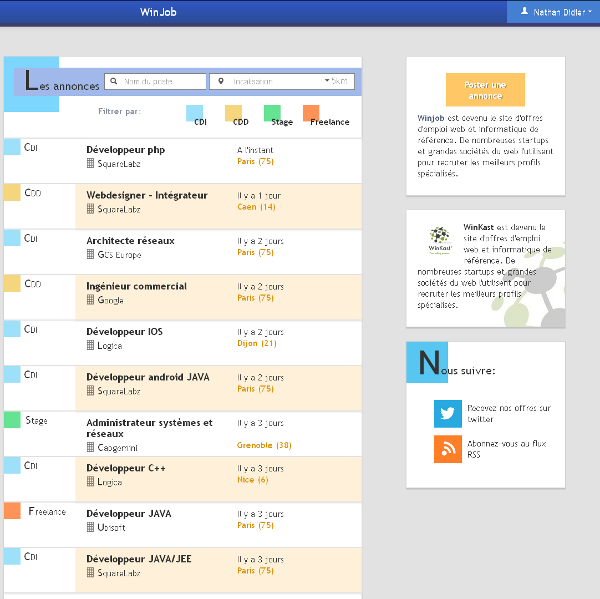 WinJob
Nathan Didier
Les annonces
Nom du poste
localisation
5km
Filtrer par:
CDI
CDD
Stage
Freelance
CDI
Développeur php
SquareLabz
A l'instant
Paris (75)
CDD
Webdesigner - Intégrateur
SquareLabz
Il y a 1 jour
Caen (14)
CDI
Architecte réseaux
GCS Europe
Il y a 2 jours
Paris (75)
CDD
Ingénieur commercial
Google
Il y a 2 jours
Paris (75)
CDI
Développeur IOS
Logica
Il y a 2 jours
Dijon (21)
CDI
Développeur android JAVA
SquareLabz
Il y a 2 jours
Paris (75)
Stage
Administrateur systèmes et
réseaux
Capgemini
Il y a 3 jours
Grenoble (38)
CDI
Développeur C++
Logica
Il y a 3 jours
Nice (6)
Freelance
Développeur JAVA
Ubisoft
Il y a 3 jours
Paris (75)
CDI
Développeur JAVA/JEE
SquareLabz
Il y a 3 jours
Paris (75)
Poster une
annonce
Winjob est devenu le site d'offres
d'emploi web et informatique de
référence. De nombreuses startups
et grandes sociétés du web l'utilisent
pour recruter les meilleurs profils
spécialisés.
WinKast
WinKast est devenu le
site d'offres d'emploi
web et informatique de
référence. De
nombreuses startups et grandes
sociétés du web l'utilisent pour
recruter les meilleurs profils
spécialisés.
Nous suivre:
Recevez nos offres sur
twitter
Abonnez vous au flux
RSS